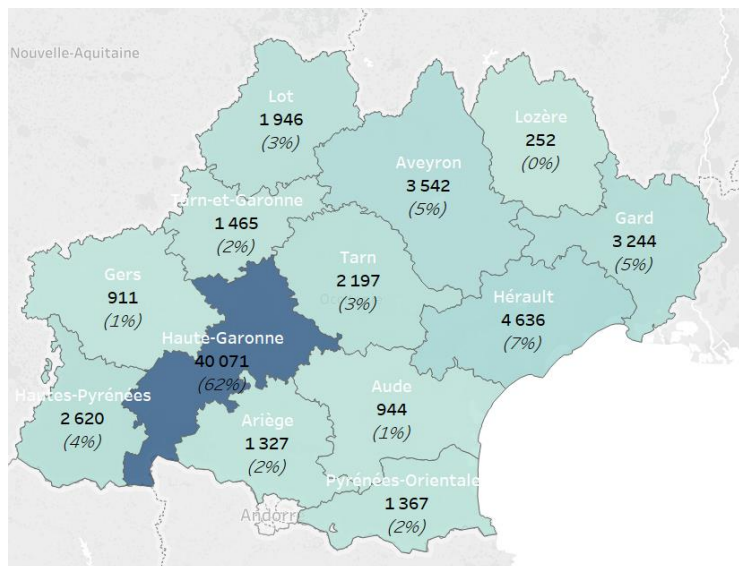 Nouvelle-Aquitaine
Lot
1 946
(3%)
Lozère
252
(0%)
Aveyron
3 542
(5%)
Tarn-et-Garonne
1 465
(2%)
Gard
3 244
(5%)
Tarn
2 197
(3%)
Gers
911
(1%)
Hérault
4 636
(7%)
Haute-Garonne
40 071
(62%)
Hautes-Pyrénées
2 620
(4%)
Aude
944
(1%)
Ariège
1 327
(2%)
Pyrénées-Orientale
1 367
(2%)
Andorr